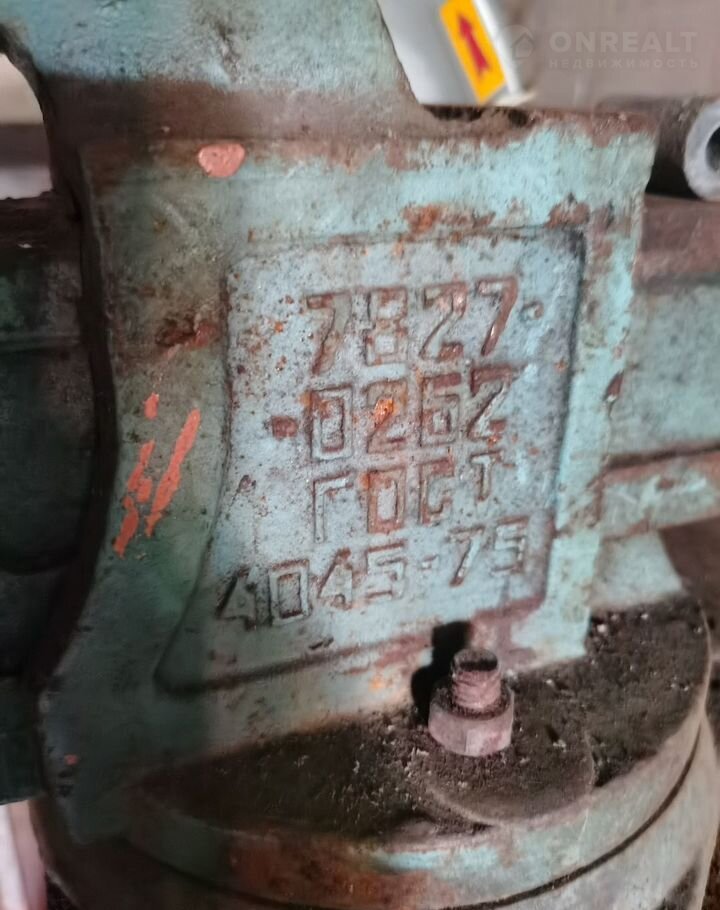 ONREALT
НЕДВИЖИМОСТЬ
7827-
-0262
ГОСТ
4045-75